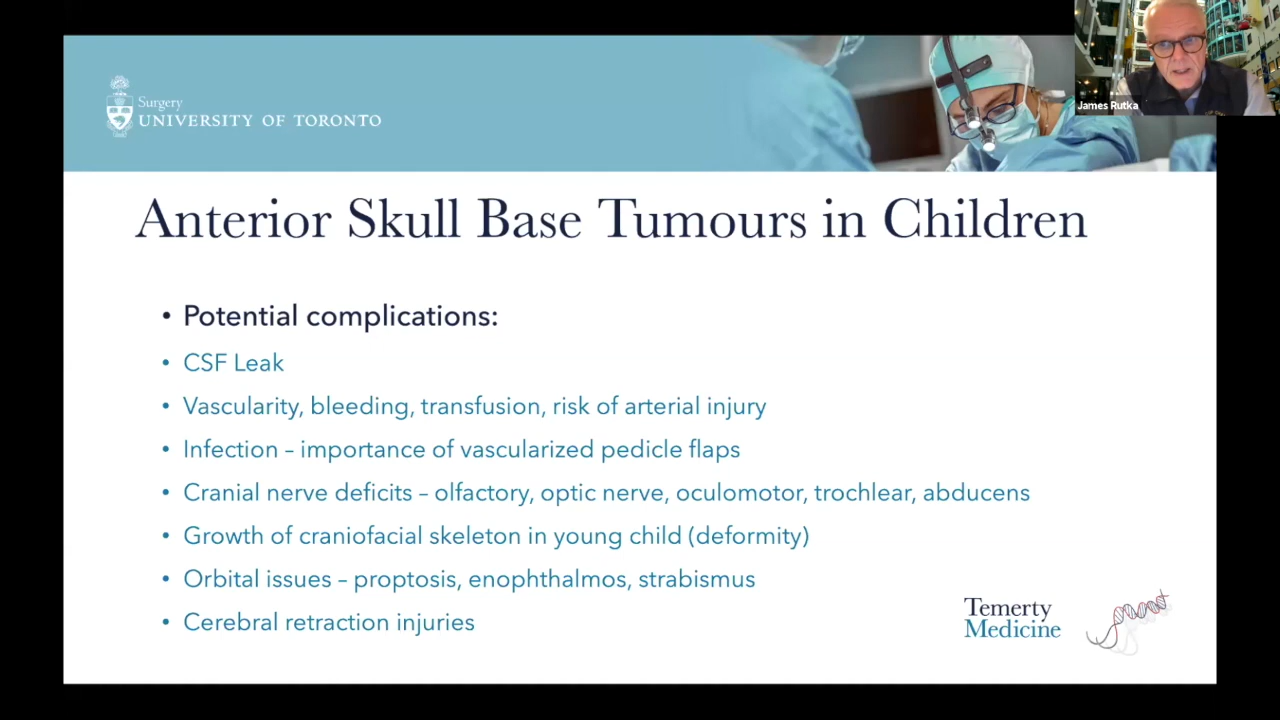 Surgery
UNIVERSITY OF TORONTO
James Rutka
Anterior Skull Base Tumours in Children
• Potential complications:
• CSF Leak
• Vascularity, bleeding, transfusion, risk of arterial injury
• Infection – importance of vascularized pedicle flaps
• Cranial nerve deficits – olfactory, optic nerve, oculomotor, trochlear, abducens
• Growth of craniofacial skeleton in young child (deformity)
• Orbital issues – proptosis, enophthalmos, strabismus
• Cerebral retraction injuries
Temerty
Medicine